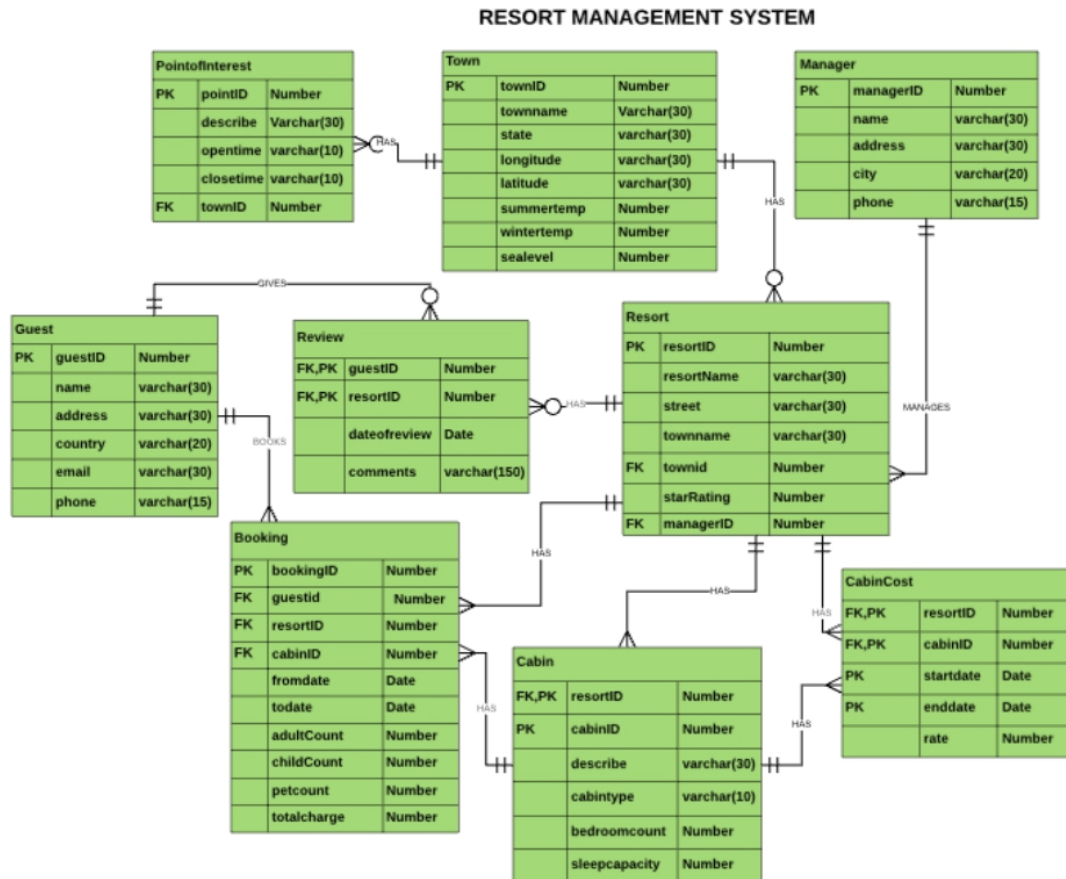 RESORT MANAGEMENT SYSTEM
PointofInterest
PK pointID Number
describe Varchar(30)
opentime varchar(10)
closetime varchar(10)
FK townID Number
HAS
Town
PK townID Number
townname Varchar(30)
state varchar(30)
longitude varchar(30)
latitude varchar(30)
summertemp Number
wintertemp Number
sealevel Number
HAS
Manager
PK managerID Number
name varchar(30)
address varchar(30)
city varchar(20)
phone varchar(15)
MANAGES
GIVES
Guest
PK guestID Number
name varchar(30)
address varchar(30)
country varchar(20)
email varchar(30)
phone varchar(15)
BOOKS
Review
FK,PK guestID Number
FK,PK resortID Number
dateofreview Date
comments varchar(150)
HAS
Resort
PK resortID Number
resortName varchar(30)
street varchar(30)
townname varchar(30)
FK townid Number
starRating Number
FK managerID Number
Booking
PK bookingID Number
FK guestid Number
FK resortID Number
FK cabinID Number
fromdate Date
todate Date
adultCount Number
childCount Number
petcount Number
totalcharge Number
HAS
HAS
HAS
HAS
Cabin
FK,PK resortID Number
PK cabinID Number
describe varchar(30)
cabintype varchar(10)
bedroomcount Number
sleepcapacity Number
HAS
CabinCost
FK,PK resortID Number
FK,PK cabinID Number
PK startdate Date
PK enddate Date
rate Number